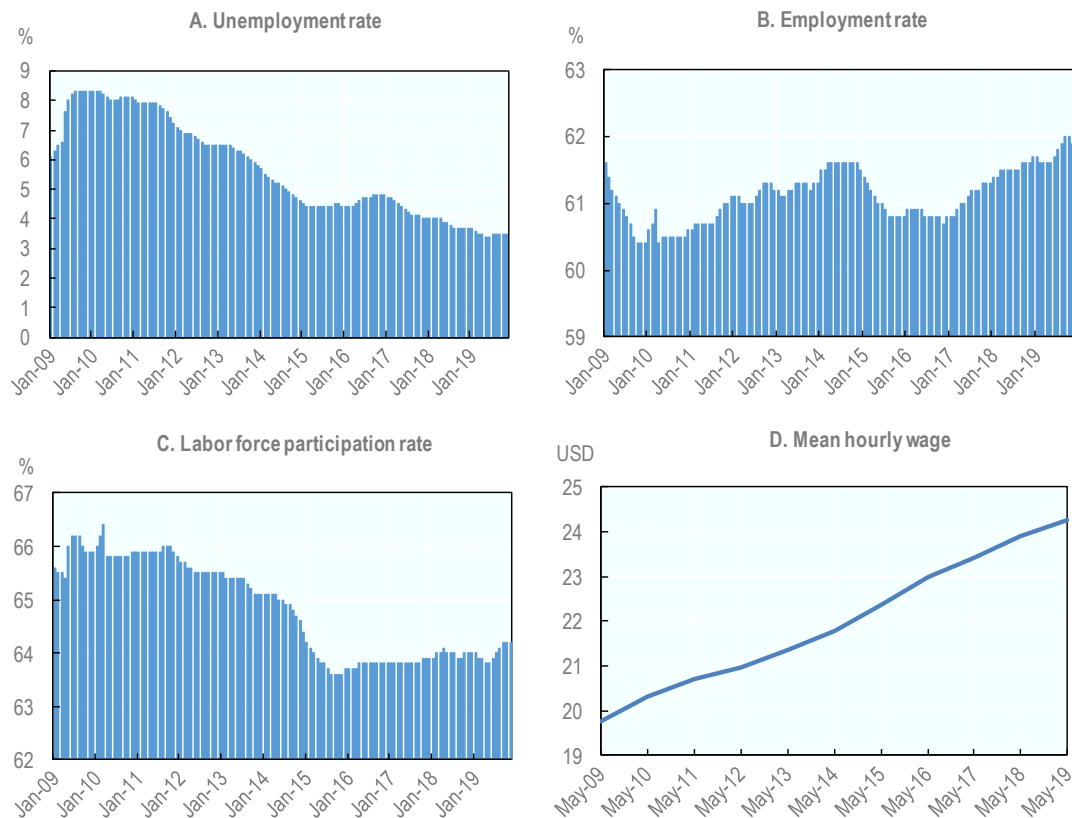 A. Unemployment rate
%
9
8
7
6
5
4
3
2
1
0
Jan-09
Jan-10
Jan-11
Jan-12
Jan-13
Jan-14
Jan-15
Jan-16
Jan-17
Jan-18
Jan-19
B. Employment rate
%
63
62
61
60
59
Jan-09
Jan-10
Jan-11
Jan-12
Jan-13
Jan-14
Jan-15
Jan-16
Jan-17
Jan-18
Jan-19
C. Labor force participation rate
%
67
66
65
64
63
62
Jan-09
Jan-10
Jan-11
Jan-12
Jan-13
Jan-14
Jan-15
Jan-16
Jan-17
Jan-18
Jan-19
D. Mean hourly wage
USD
25
24
23
22
21
20
19
May-09
May-10
May-11
May-12
May-13
May-14
May-15
May-16
May-17
May-18
May-19